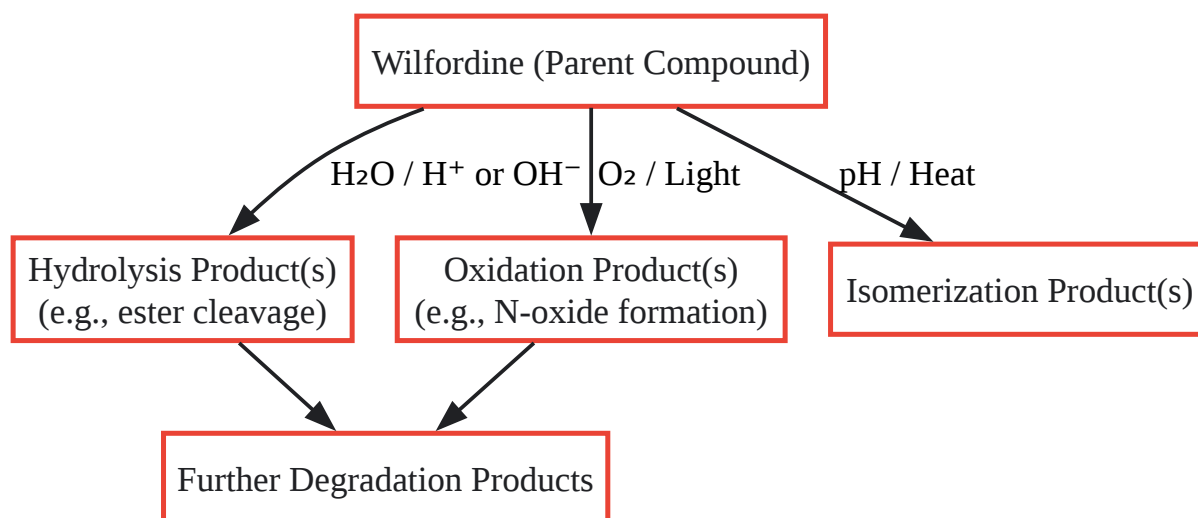 Wilfordine (Parent Compound)
H₂O / H⁺ or OH⁻
O₂ / Light
pH / Heat
Hydrolysis Product(s)
(e.g., ester cleavage)
Oxidation Product(s)
(e.g., N-oxide formation)
Isomerization Product(s)
Further Degradation Products